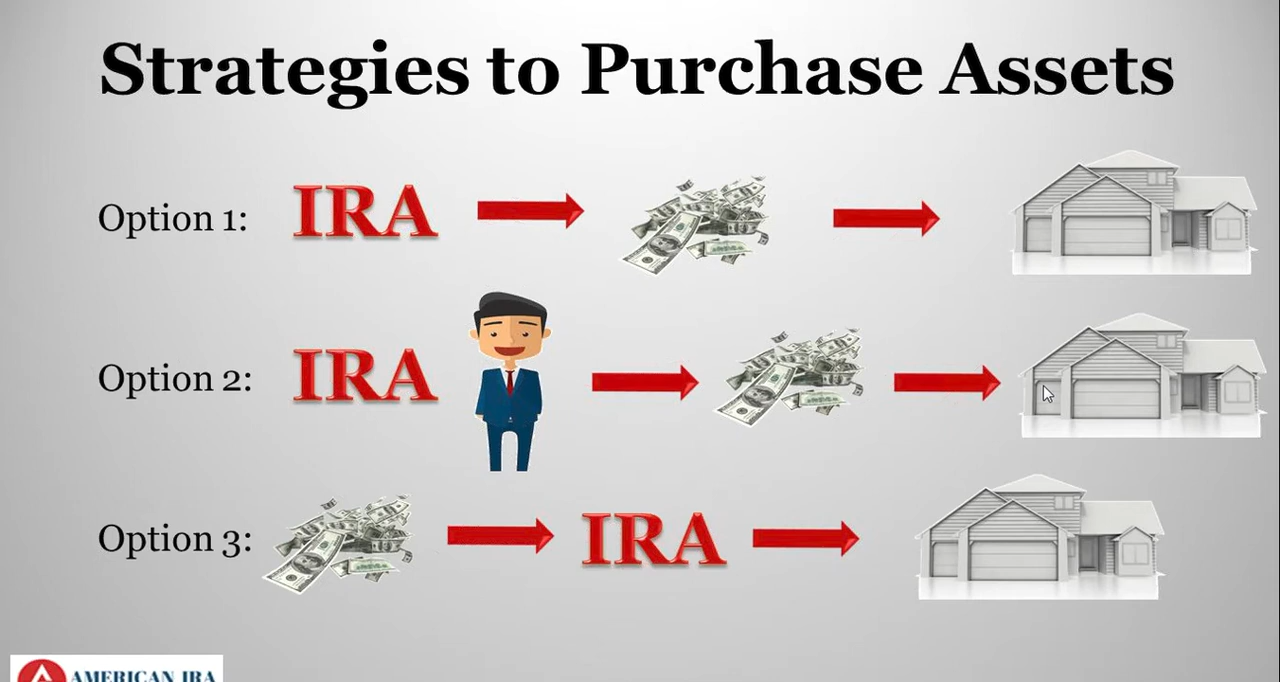 Strategies to Purchase Assets
Option 1: IRA
Option 2: IRA
Option 3: IRA
AMERICAN IRA